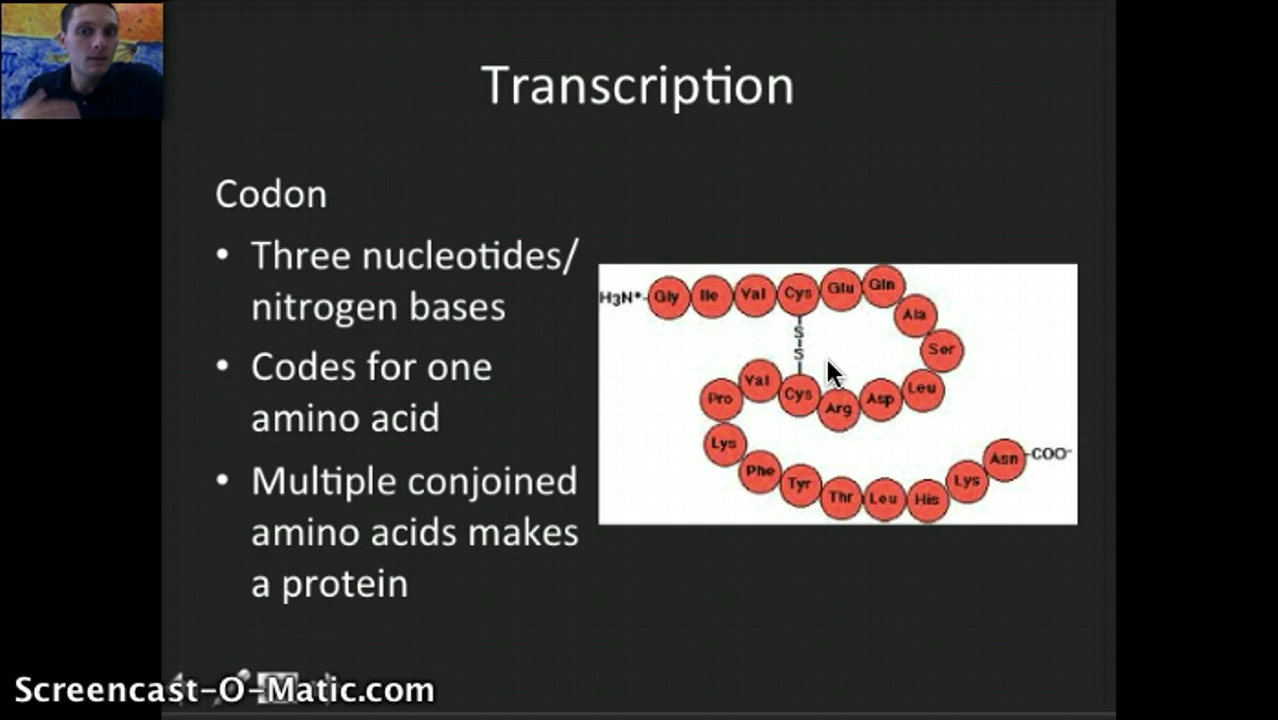 Transcription
Codon
• Three nucleotides/
nitrogen bases
• Codes for one
amino acid
• Multiple conjoined
amino acids makes
a protein
H3N+ Gly Ile Val Cys Glu Gln
Ala
Ser
Leu
Asp
Arg
Cys
Val
Pro
S
S
Lys
Phe
Tyr
Thr
Leu
His
Lys
Asn COO-
Screencast-O-Matic.com